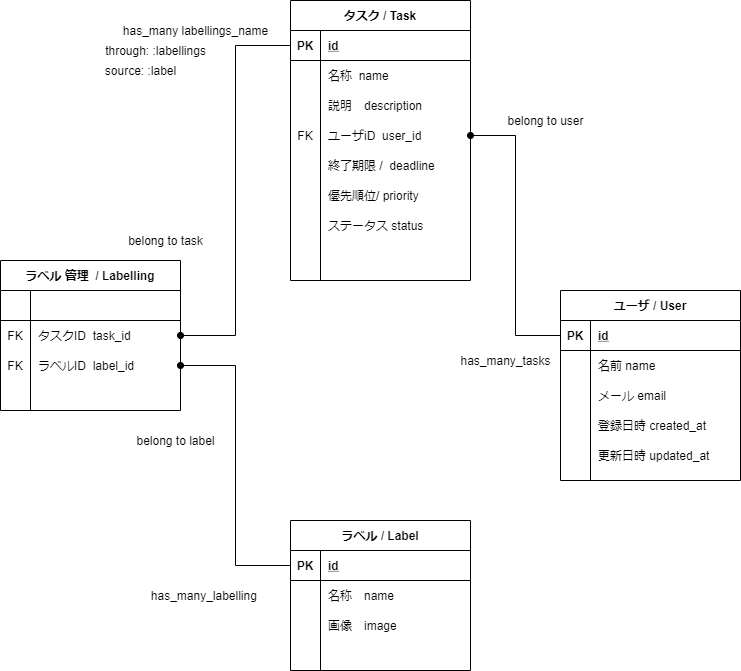 has_many labellings_name
through: :labellings
source: :label
タスク / Task
PK id
名称 name
説明 description
FK ユーザiD user_id
終了期限 / deadline
優先順位/ priority
ステータス status
belong to user
belong to task
ラベル 管理 / Labelling
FK タスクID task_id
FK ラベルID label_id
belong to label
ユーザ / User
PK id
名前 name
メール email
登録日時 created_at
更新日時 updated_at
has_many_tasks
ラベル / Label
PK id
名称 name
画像 image
has_many_labelling